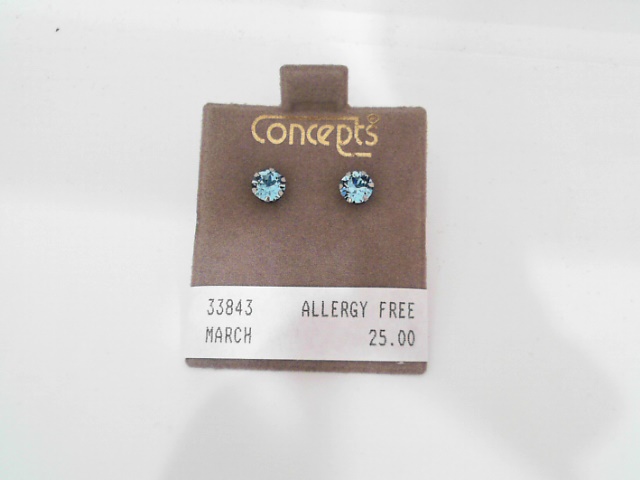 Concepts®
33843 ALLERGY FREE
MARCH 25.00